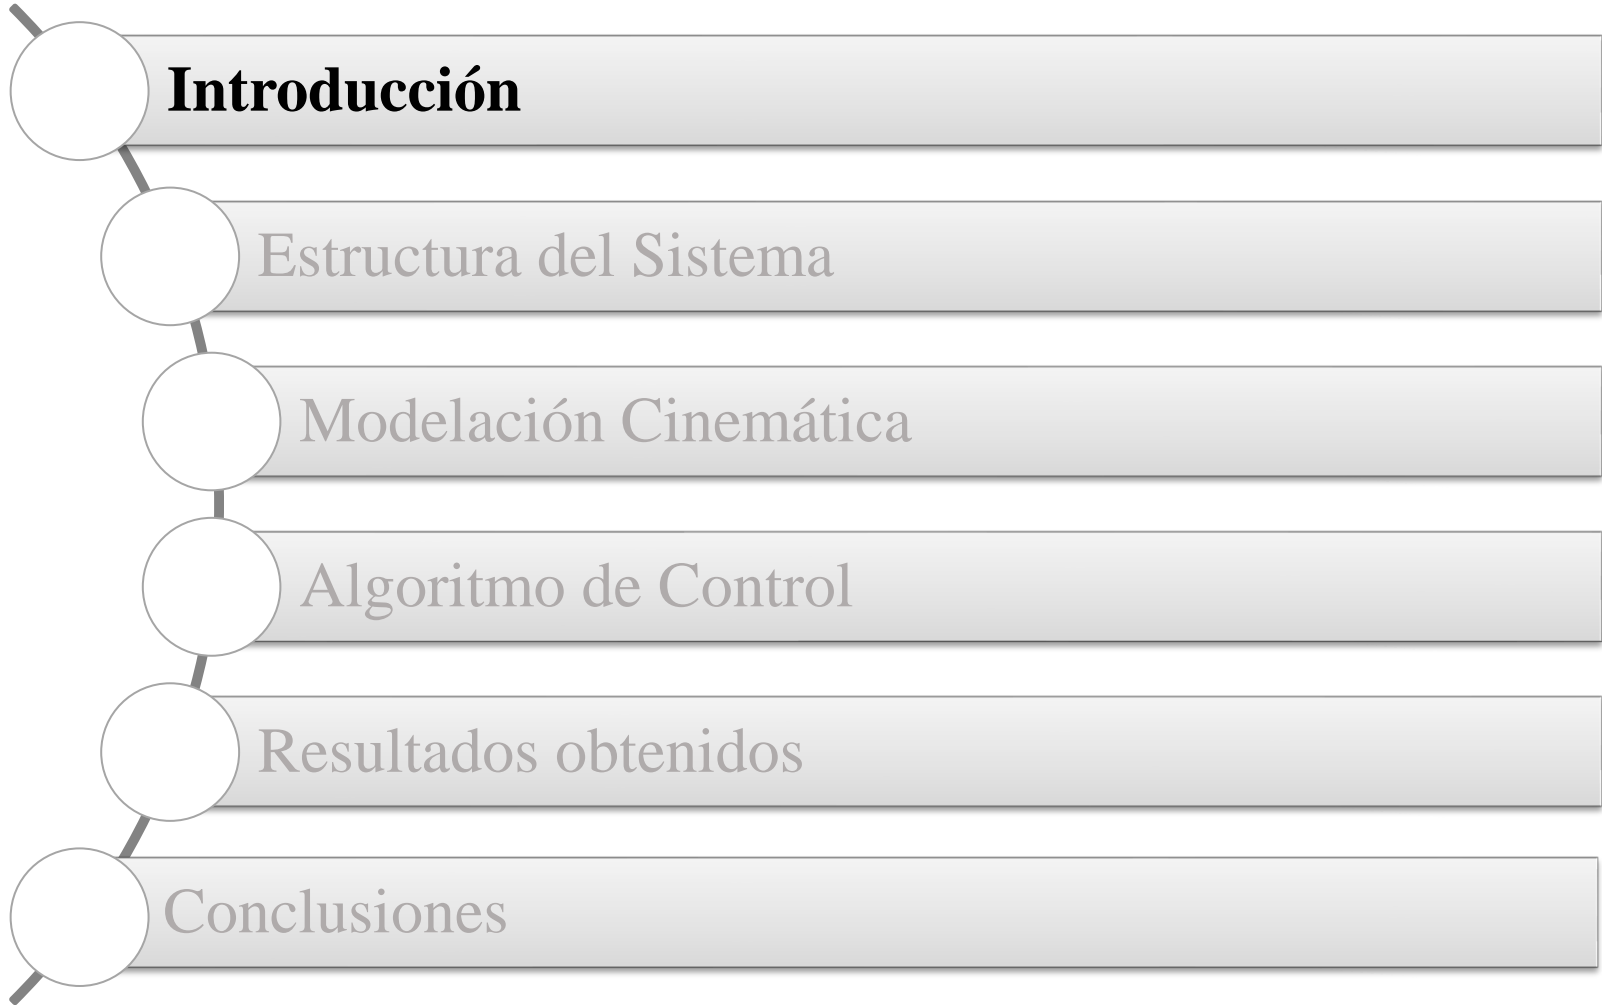 Introducción
Estructura del Sistema
Modelación Cinemática
Algoritmo de Control
Resultados obtenidos
Conclusiones